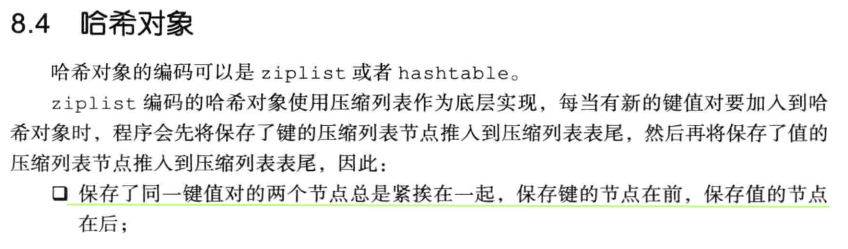 8.4 哈希对象
哈希对象的编码可以是 ziplist 或者 hashtable。
ziplist 编码的哈希对象使用压缩列表作为底层实现，每当有新的键值对要加入到哈
希对象时，程序会先将保存了键的压缩列表节点推入到压缩列表表尾，然后再将保存了值的
压缩列表节点推入到压缩列表表尾，因此：
❑ 保存了同一键值对的两个节点总是紧挨在一起，保存键的节点在前，保存值的节点
在后；